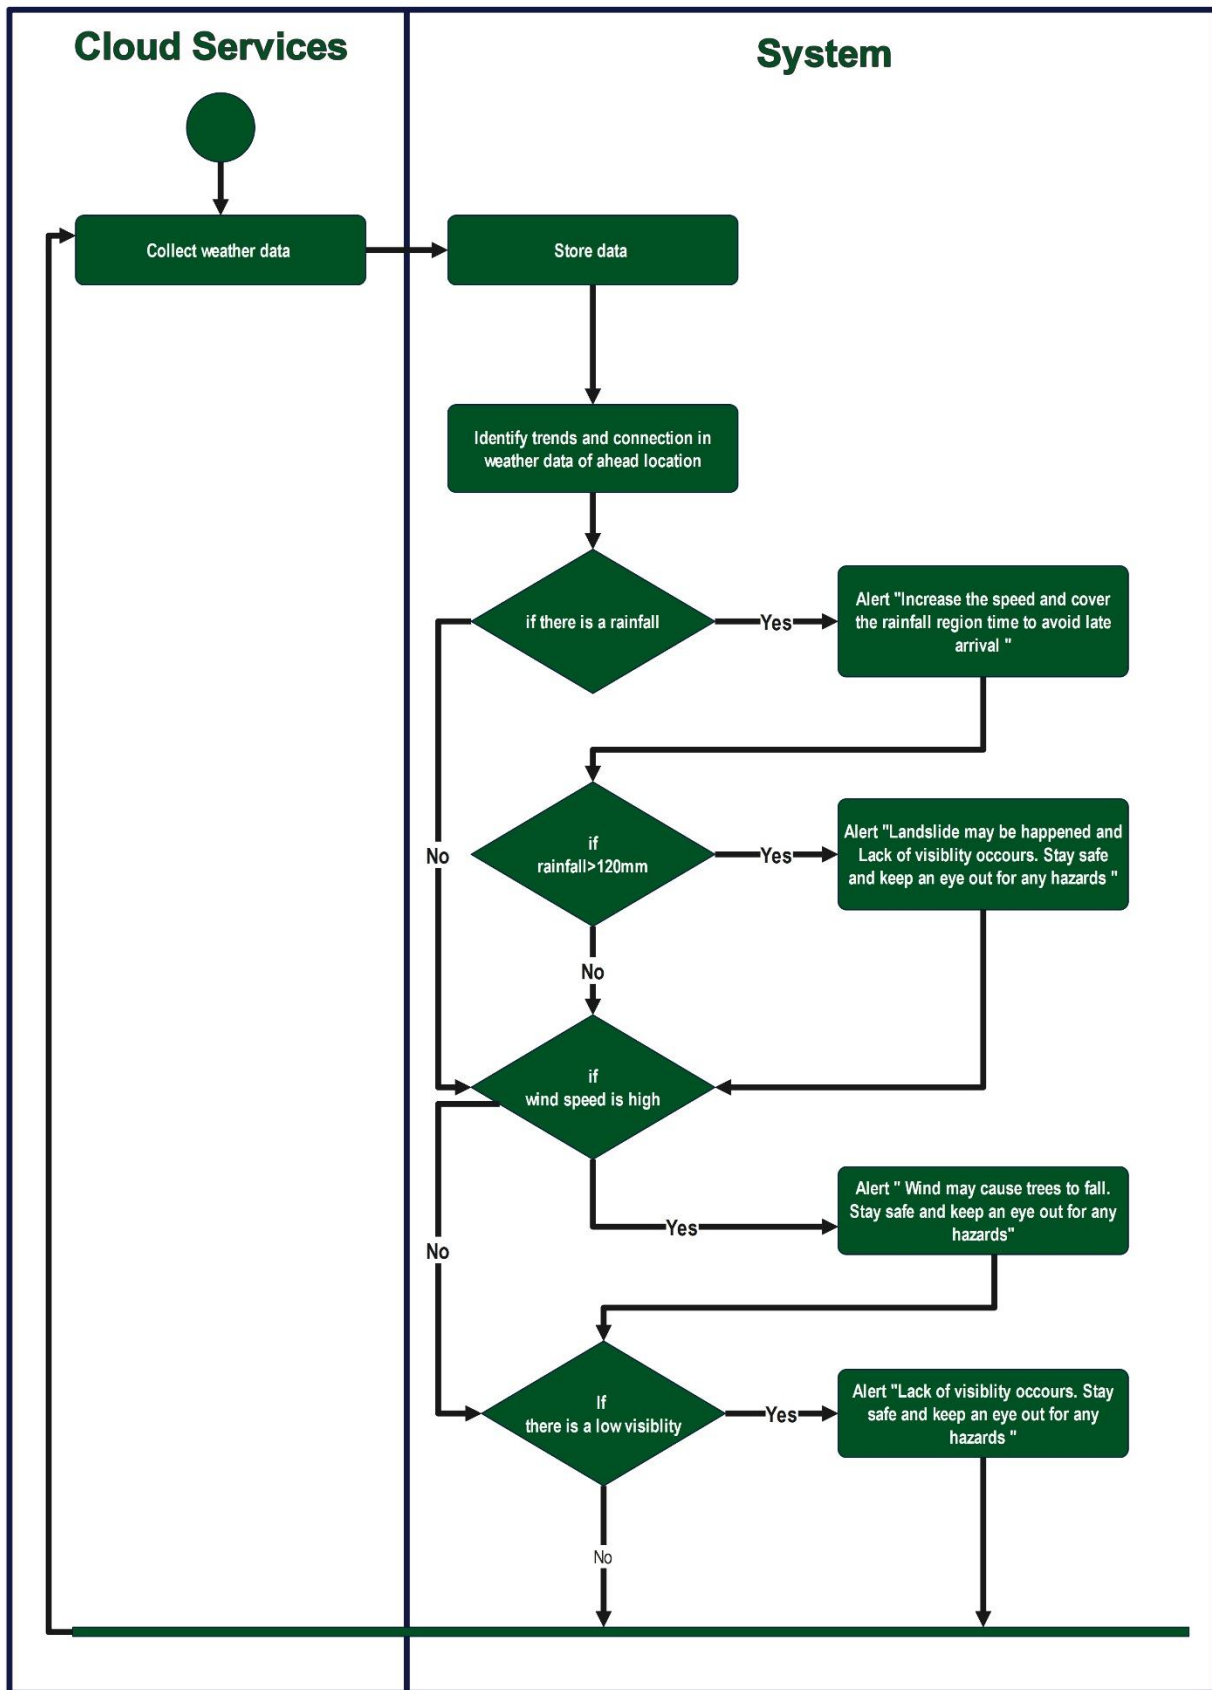 Cloud Services
System
Collect weather data
Store data
Identify trends and connection in
weather data of ahead location
if there is a rainfall
Yes
Alert "Increase the speed and cover
the rainfall region time to avoid late
arrival "
No
if
rainfall>120mm
Yes
Alert "Landslide may be happened and
Lack of visiblity occours. Stay safe
and keep an eye out for any hazards "
No
if
wind speed is high
Yes
Alert " Wind may cause trees to fall.
Stay safe and keep an eye out for any
hazards"
No
If
there is a low visiblity
Yes
Alert "Lack of visiblity occours. Stay
safe and keep an eye out for any
hazards "
No